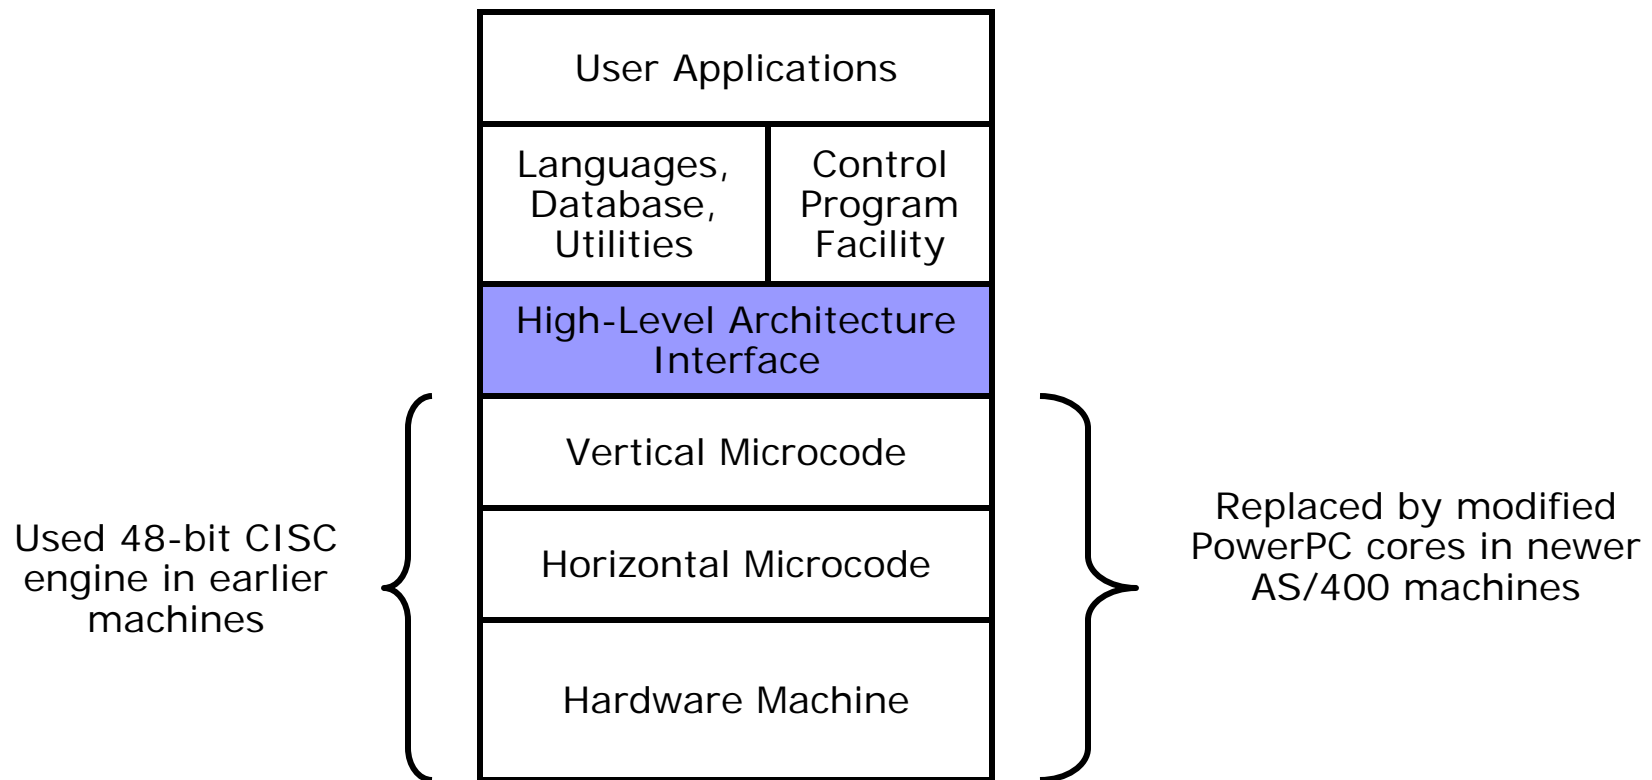 User Applications
Languages,
Database,
Utilities
Control
Program
Facility
High-Level Architecture
Interface
Vertical Microcode
Horizontal Microcode
Hardware Machine
Used 48-bit CISC
engine in earlier
machines
Replaced by modified
PowerPC cores in newer
AS/400 machines